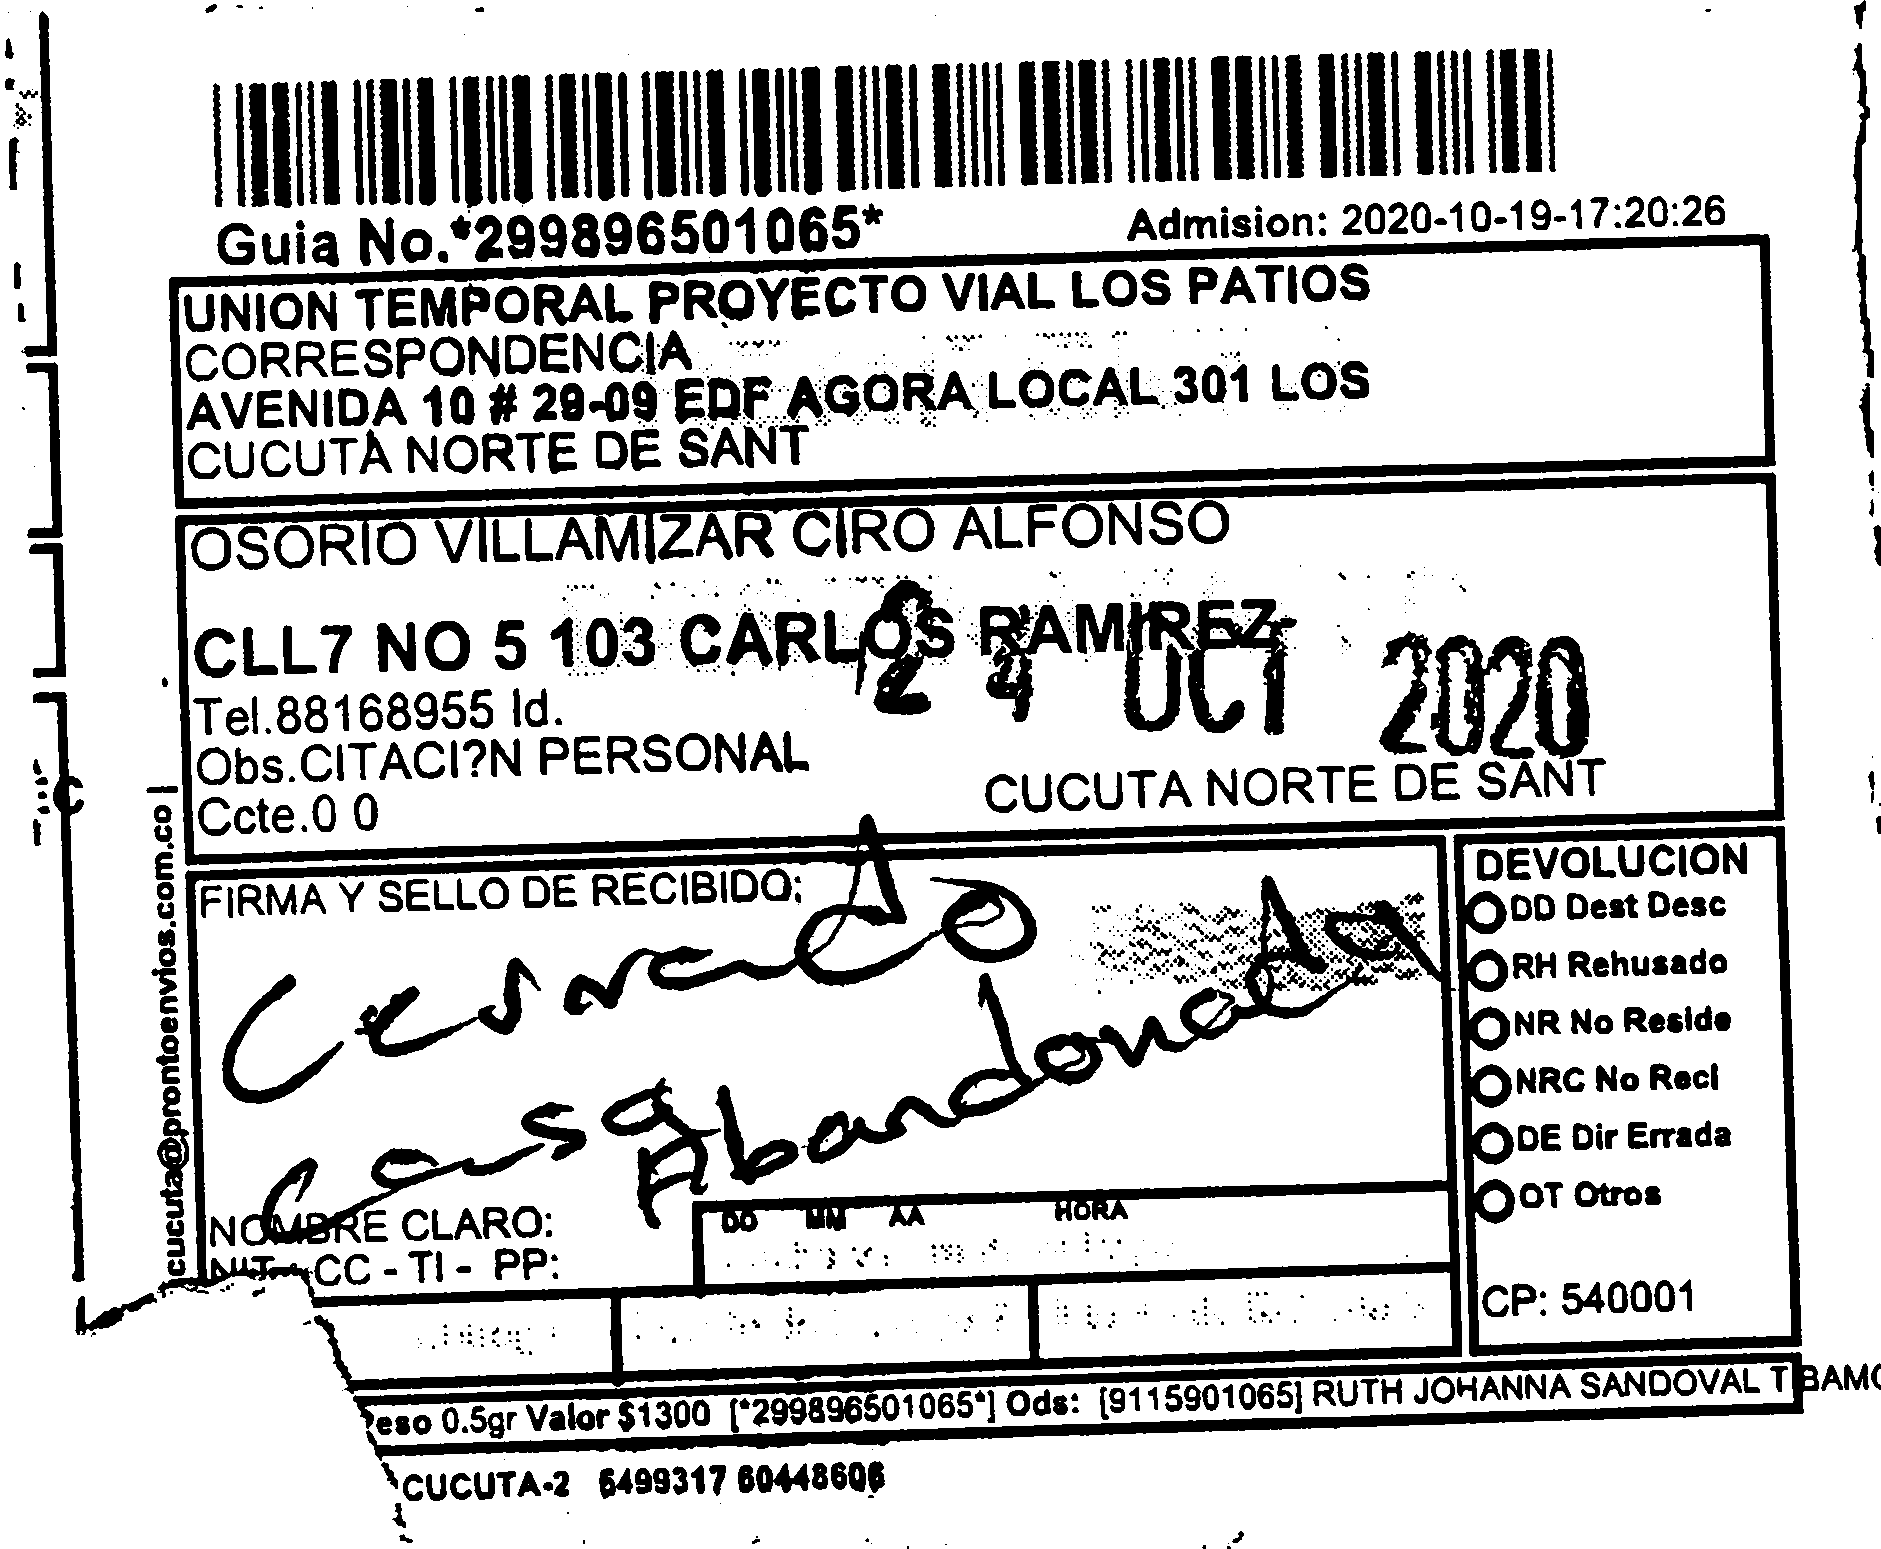 Guia No.*299896501065*
Admision: 2020-10-19-17:20:26
UNION TEMPORAL PROYECTO VIAL LOS PATIOS
CORRESPONDENCIA
AVENIDA 10 # 29-09 EDF AGORA LOCAL 301 LOS
CUCUTA NORTE DE SANT
OSORIO VILLAMIZAR CIRO ALFONSO
CLL7 NO 5 103 CARLOS RAMIREZ
24 OCT 2020
Tel.88168955 Id.
Obs.CITACI?N PERSONAL
Ccte.0 0
CUCUTA NORTE DE SANT
cucuta@prontoenvios.com.co |
FIRMA Y SELLO DE RECIBIDO:
Cerrado
Casa Abandonada
NOMBRE CLARO:
NIT - CC - TI - PP:
DD MM AA HORA
DEVOLUCION
DD Dest Desc
RH Rehusado
NR No Reside
NRC No Recl
DE Dir Errada
OT Otros
CP: 540001
Peso 0.5gr Valor $1300 [*299896501065*] Ods: [9115901065] RUTH JOHANNA SANDOVAL TIBAMO
CUCUTA-2 6499317 60448606